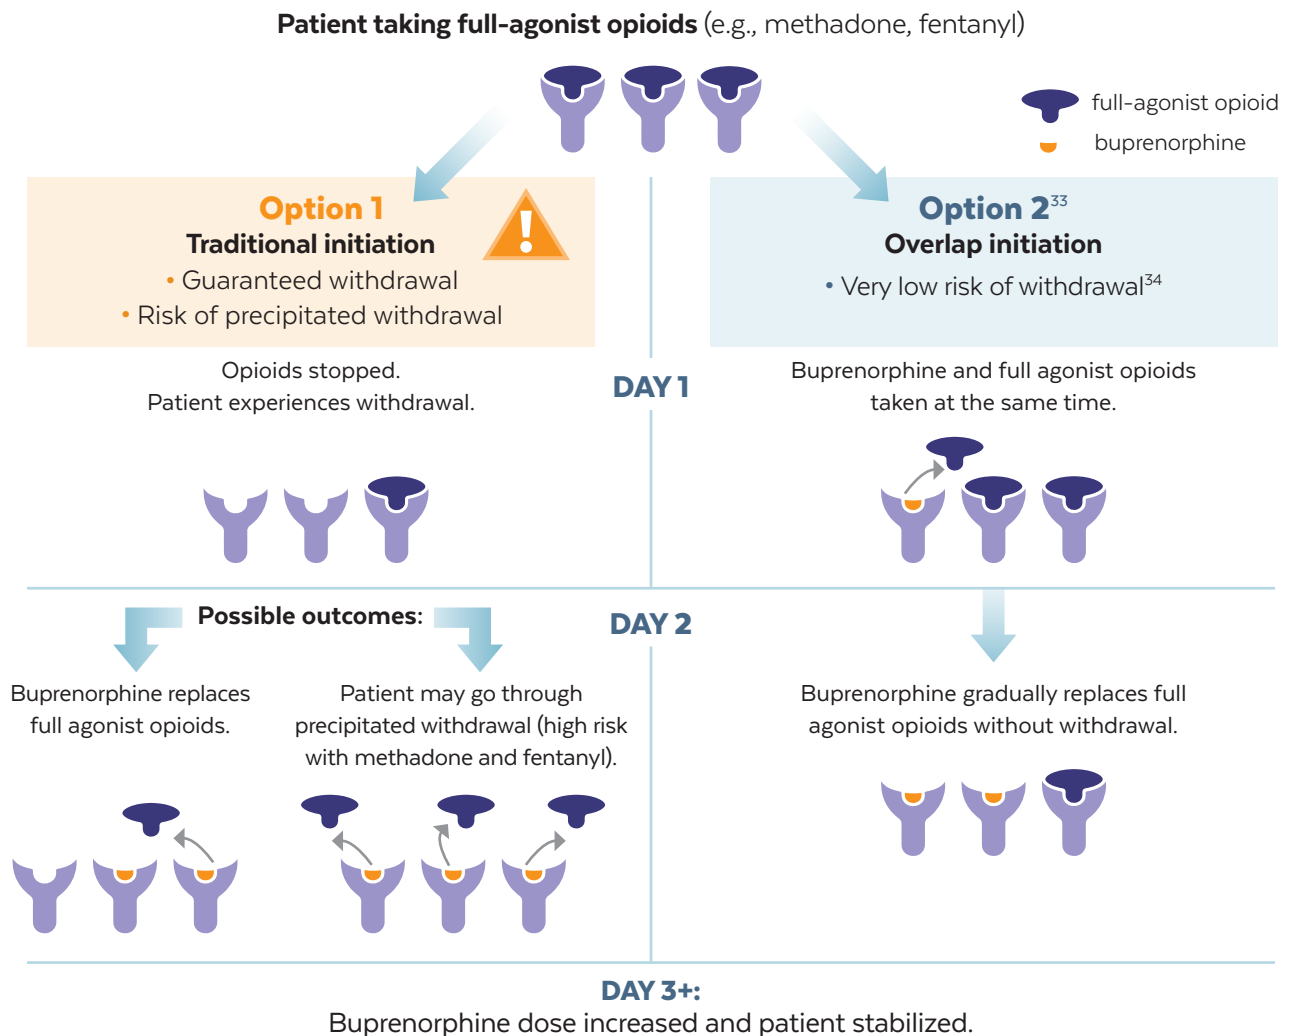 Patient taking full-agonist opioids (e.g., methadone, fentanyl)
full-agonist opioid
buprenorphine
Option 1
Traditional initiation
• Guaranteed withdrawal
• Risk of precipitated withdrawal
!
Option 2³³
Overlap initiation
• Very low risk of withdrawal³⁴
DAY 1
Opioids stopped.
Patient experiences withdrawal.
Buprenorphine and full agonist opioids
taken at the same time.
DAY 2
Possible outcomes:
Buprenorphine replaces
full agonist opioids.
Patient may go through
precipitated withdrawal (high risk
with methadone and fentanyl).
Buprenorphine gradually replaces full
agonist opioids without withdrawal.
DAY 3+:
Buprenorphine dose increased and patient stabilized.